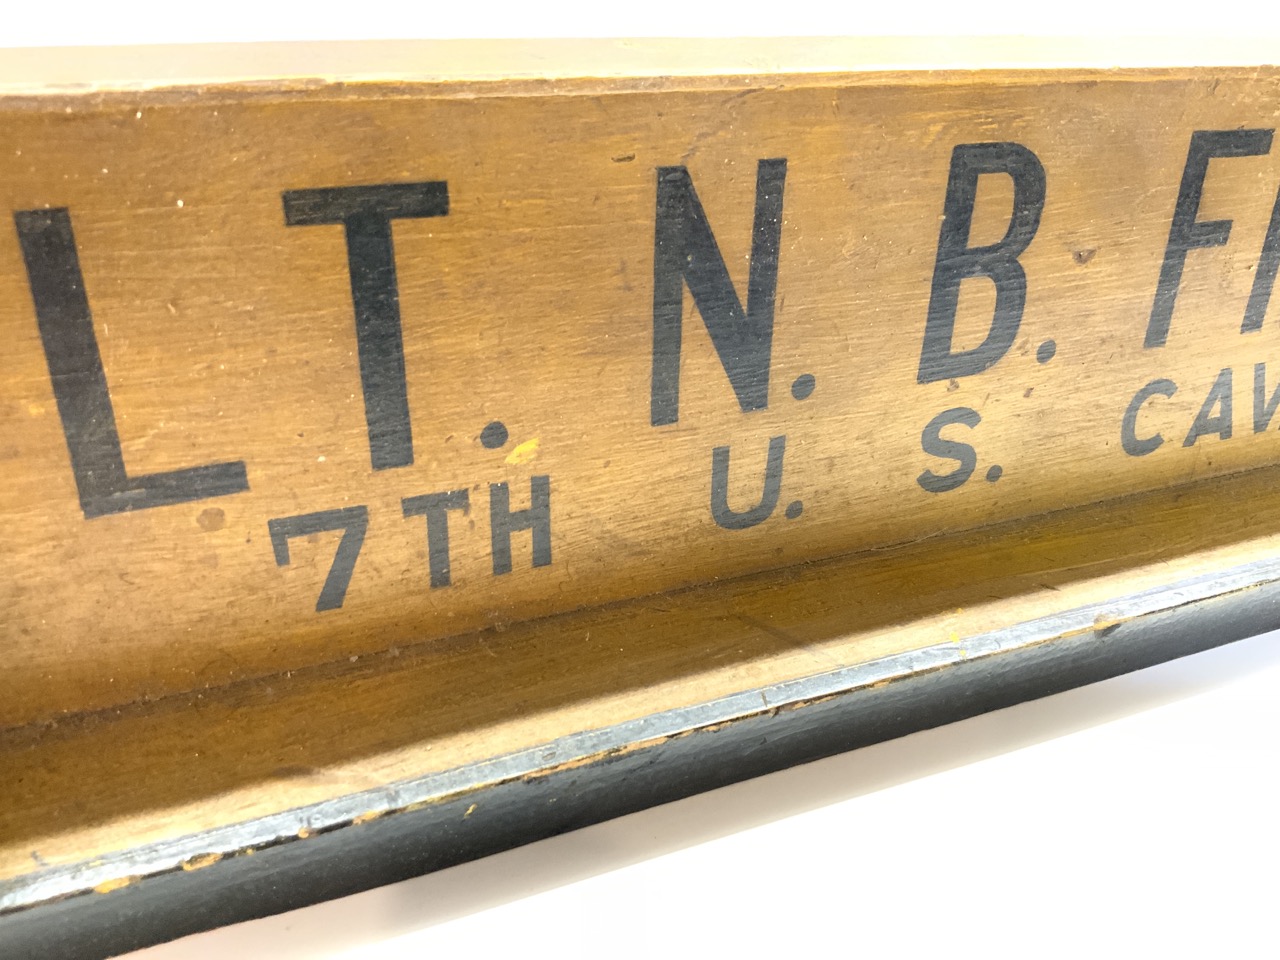 LT. N. B. F
7TH U. S. CAV